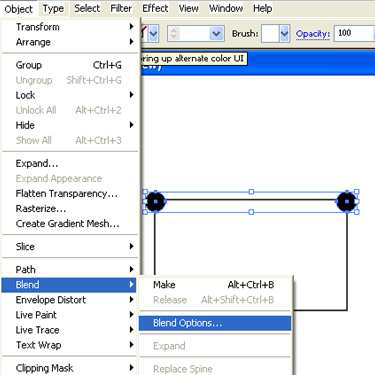 Object Type Select Filter Effect View Window Help
Brush: Opacity: 100
ering up alternate color UI
Transform
Arrange
Group Ctrl+G
Ungroup Shift+Ctrl+G
Lock
Unlock All Alt+Ctrl+2
Hide
Show All Alt+Ctrl+3
Expand...
Expand Appearance
Flatten Transparency...
Rasterize...
Create Gradient Mesh...
Slice
Path
Blend
Envelope Distort
Live Paint
Live Trace
Text Wrap
Clipping Mask
Make Alt+Ctrl+B
Release Alt+Shift+Ctrl+B
Blend Options...
Expand
Replace Spine